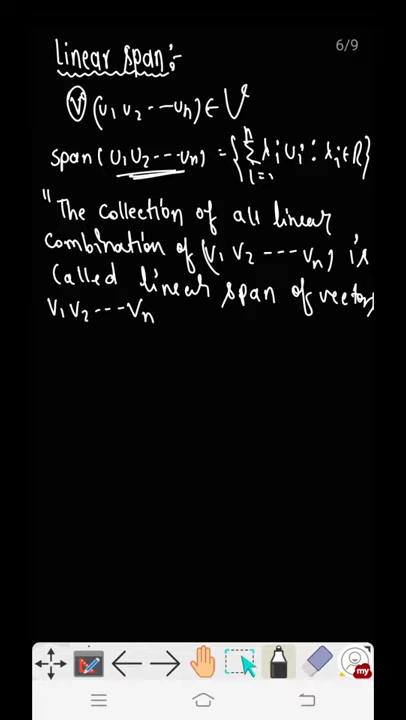 6/9
linear span:-
V (v1 v2 ---vn) ∈ V
span(v1 v2 --- vn) = {∑ i=1 n λi vi : λi ∈ R}
"The collection of all linear
combination of (v1 v2 --- vn) is
called linear span of vectors
v1 v2 --- vn
my